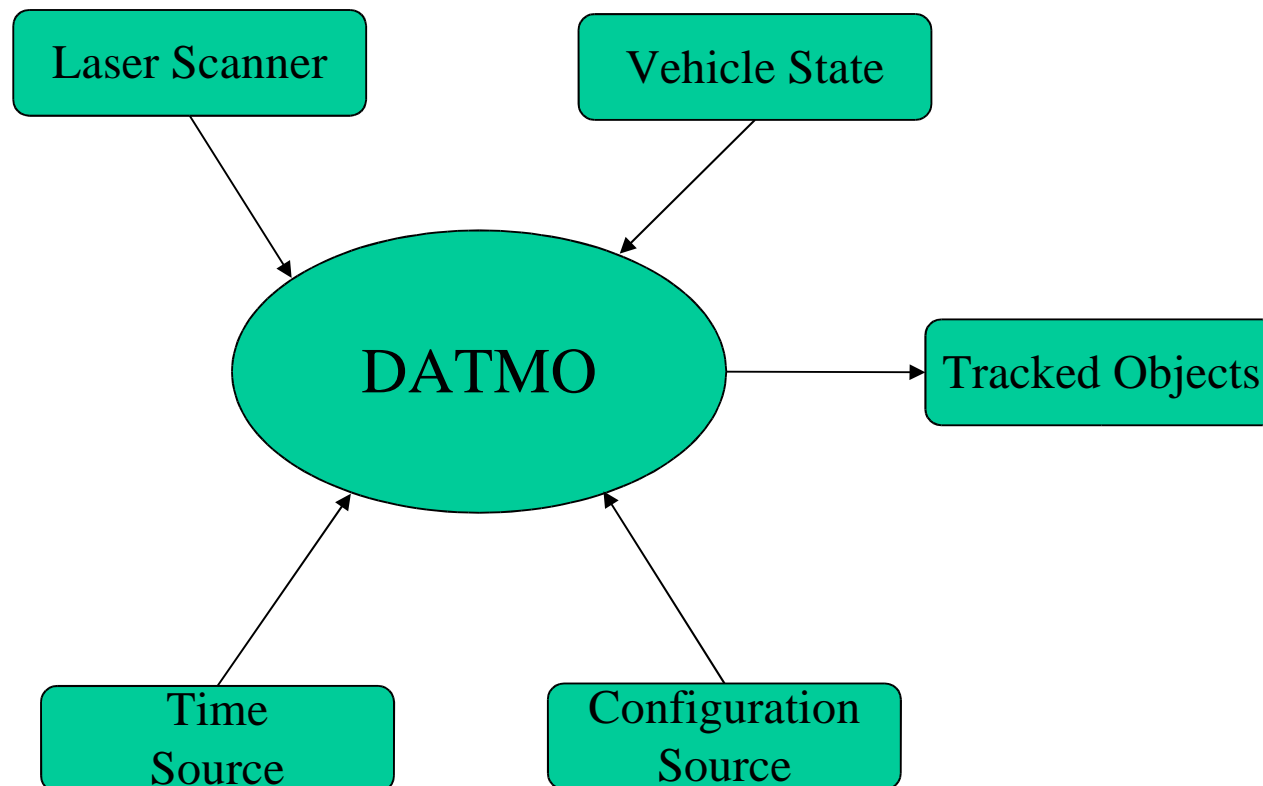 Laser Scanner
Vehicle State
DATMO
Tracked Objects
Time
Source
Configuration
Source